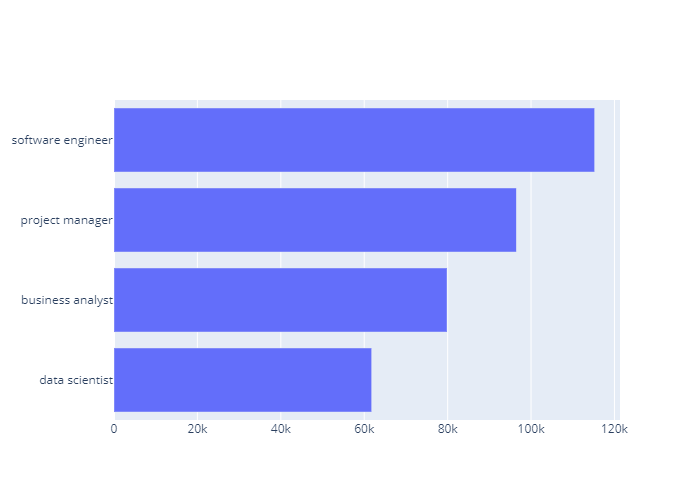 software engineer
project manager
business analyst
data scientist
0 20k 40k 60k 80k 100k 120k